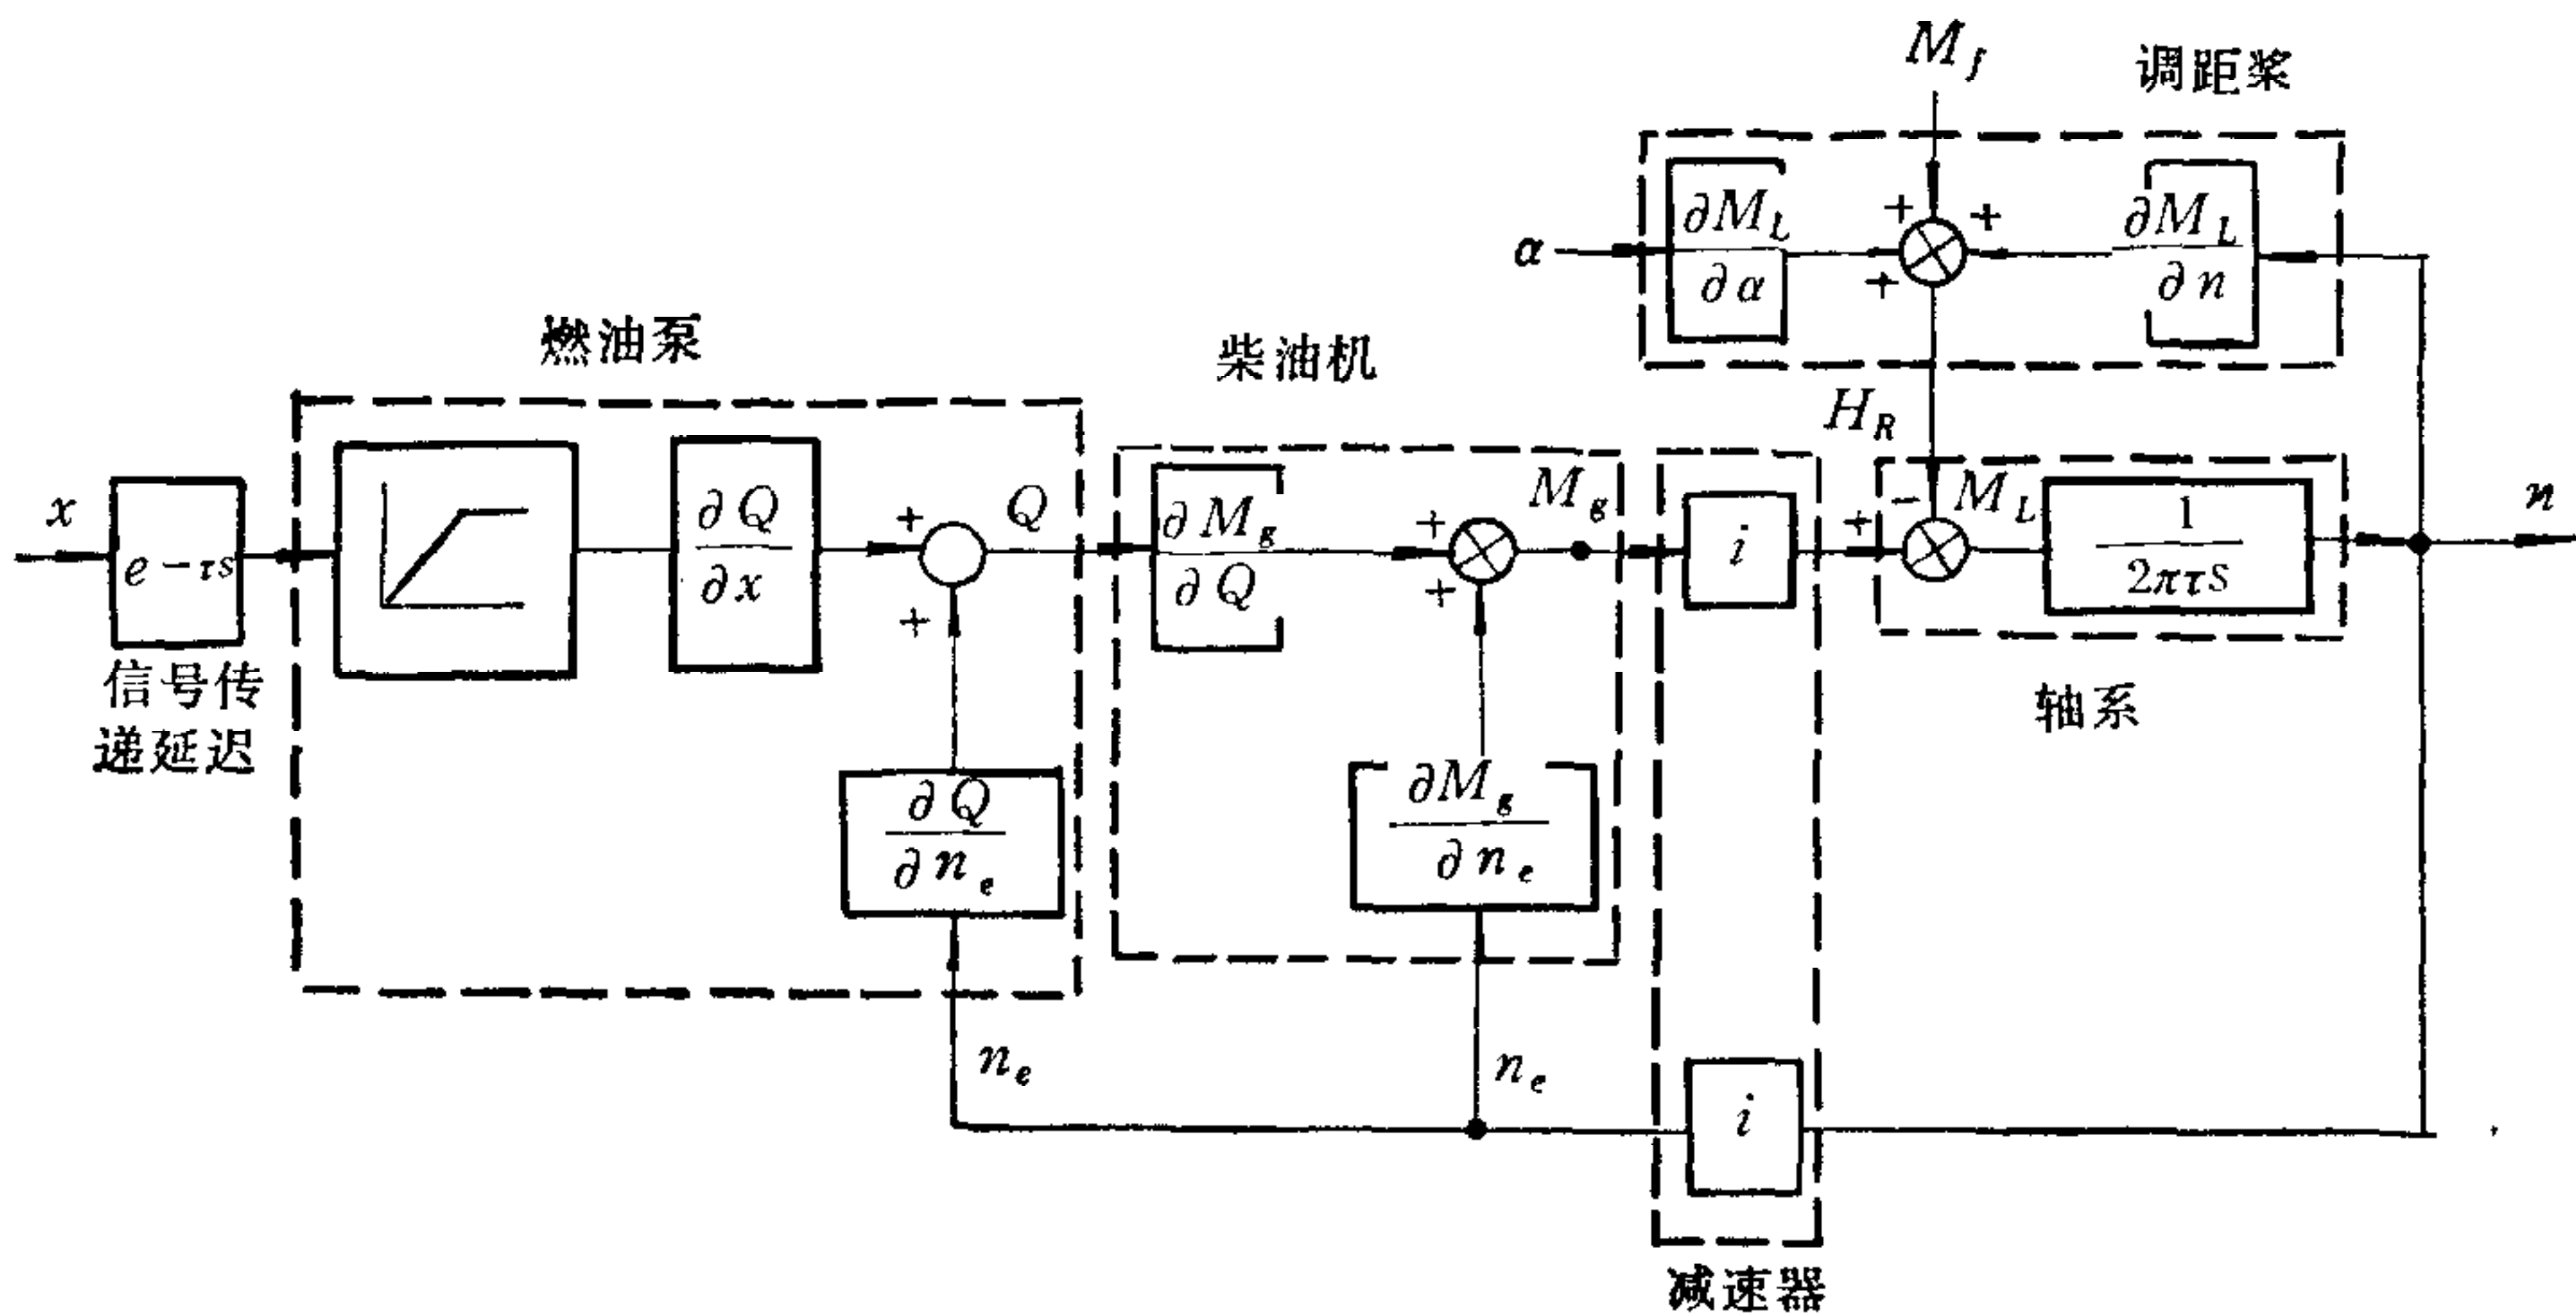 M_f
调距桨
∂M_L
∂α
∂M_L
∂n
α
燃油泵
柴油机
H_R
x
e^{-τs}
∂Q
∂x
+
+
Q
∂M_g
∂Q
+
+
M_g
i
+
−
M_L
1
2πτs
n
+
+
+
信号传
递延迟
轴系
∂Q
∂n_e
∂M_g
∂n_e
n_e
n_e
i
减速器